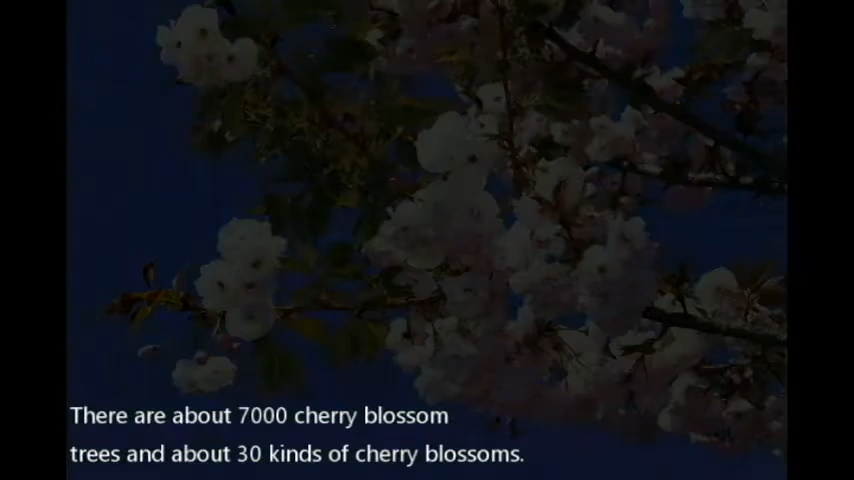 There are about 7000 cherry blossom
trees and about 30 kinds of cherry blossoms.